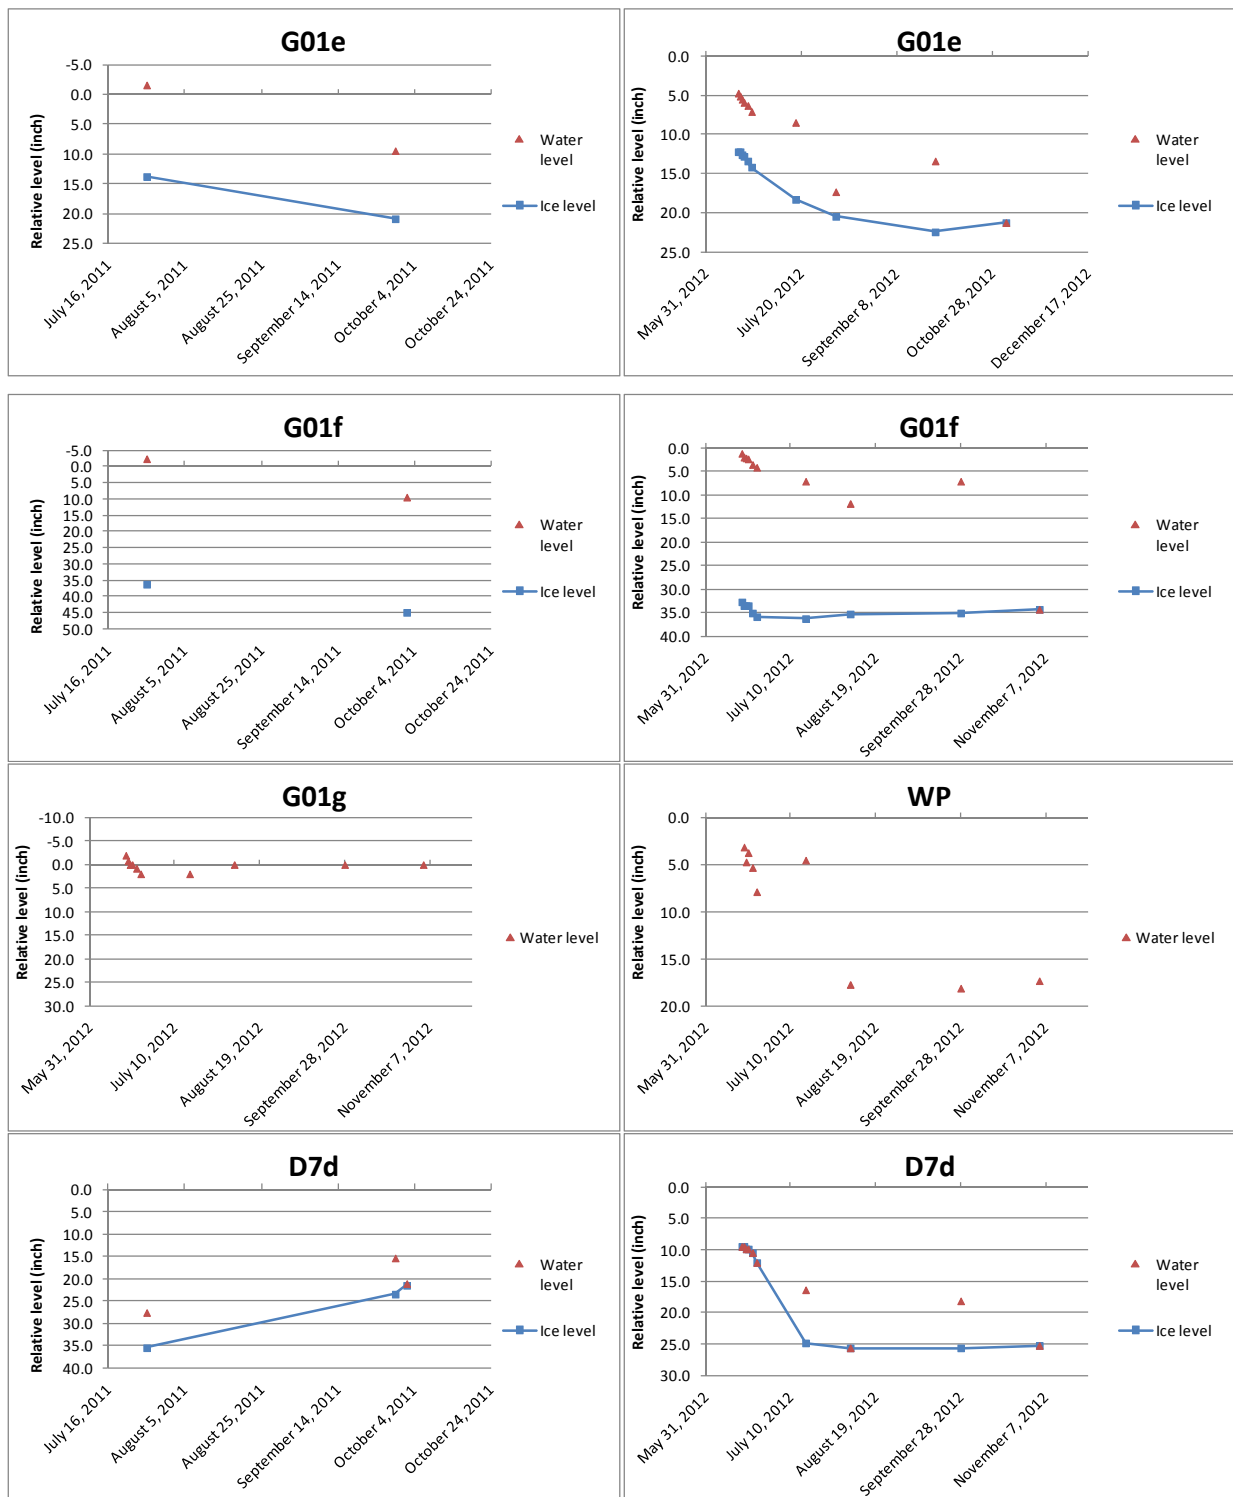 G01e
-5.0
0.0
5.0
10.0
15.0
20.0
25.0
Relative level (inch)
July 16, 2011
August 5, 2011
August 25, 2011
September 14, 2011
October 4, 2011
October 24, 2011
Water
level
Ice level
G01e
0.0
5.0
10.0
15.0
20.0
25.0
Relative level (inch)
May 31, 2012
July 20, 2012
September 8, 2012
October 28, 2012
December 17, 2012
Water
level
Ice level
G01f
-5.0
0.0
5.0
10.0
15.0
20.0
25.0
30.0
35.0
40.0
45.0
50.0
Relative level (inch)
July 16, 2011
August 5, 2011
August 25, 2011
September 14, 2011
October 4, 2011
October 24, 2011
Water
level
Ice level
G01f
0.0
5.0
10.0
15.0
20.0
25.0
30.0
35.0
40.0
Relative level (inch)
May 31, 2012
July 10, 2012
August 19, 2012
September 28, 2012
November 7, 2012
Water
level
Ice level
G01g
-10.0
-5.0
0.0
5.0
10.0
15.0
20.0
25.0
30.0
Relative level (inch)
May 31, 2012
July 10, 2012
August 19, 2012
September 28, 2012
November 7, 2012
Water level
WP
0.0
5.0
10.0
15.0
20.0
Relative level (inch)
May 31, 2012
July 10, 2012
August 19, 2012
September 28, 2012
November 7, 2012
Water level
D7d
0.0
5.0
10.0
15.0
20.0
25.0
30.0
35.0
40.0
Relative level (inch)
July 16, 2011
August 5, 2011
August 25, 2011
September 14, 2011
October 4, 2011
October 24, 2011
Water
level
Ice level
D7d
0.0
5.0
10.0
15.0
20.0
25.0
30.0
Relative level (inch)
May 31, 2012
July 10, 2012
August 19, 2012
September 28, 2012
November 7, 2012
Water
level
Ice level